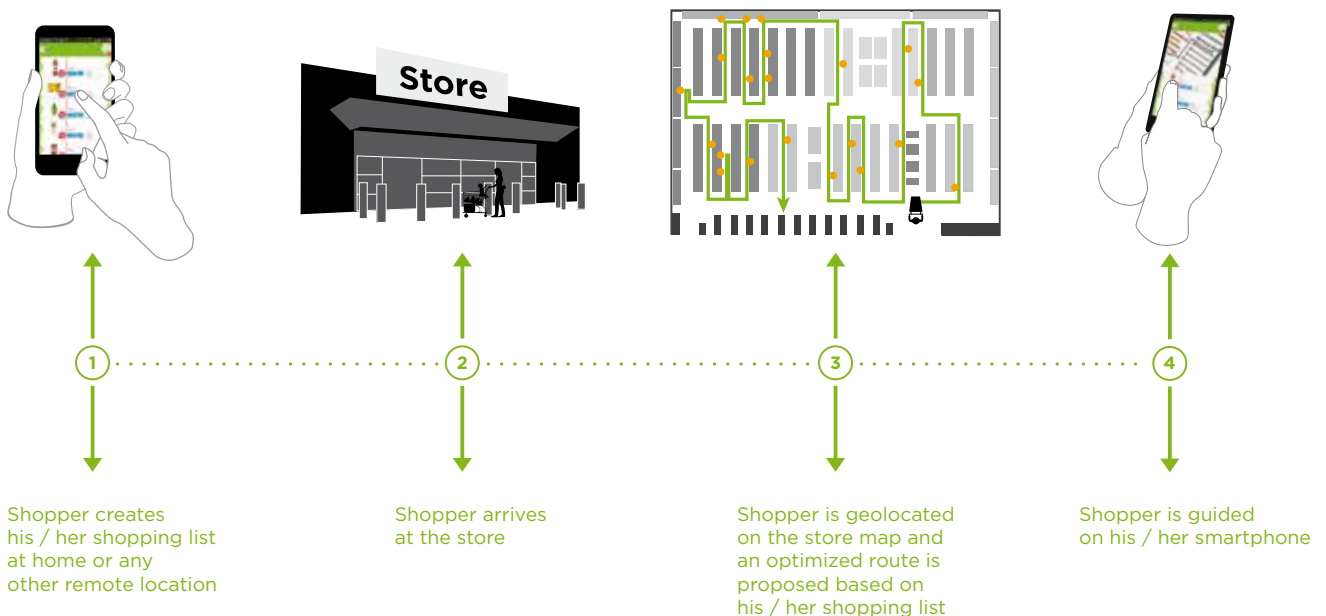 Store
1
2
3
4
Shopper creates
his / her shopping list
at home or any
other remote location
Shopper arrives
at the store
Shopper is geolocated
on the store map and
an optimized route is
proposed based on
his / her shopping list
Shopper is guided
on his / her smartphone